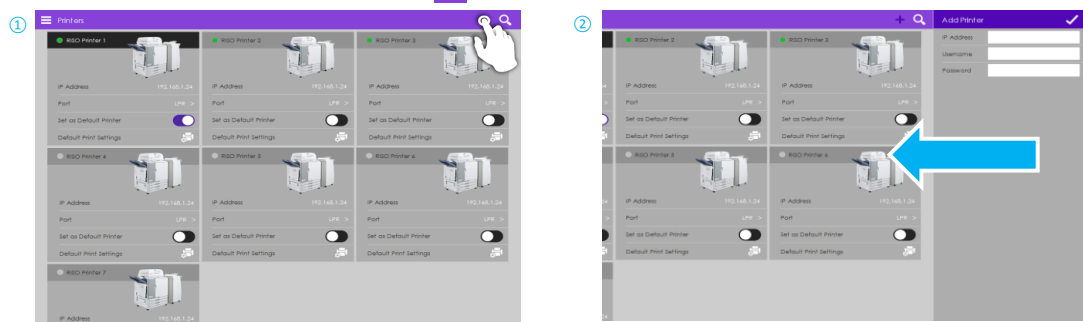 ①
Printers
RISO Printer 1
RISO Printer 2
RISO Printer 3
IP Address 192.168.1.24
IP Address 192.168.1.24
IP Address 192.168.1.24
Port LPR >
Port LPR >
Port LPR >
Set as Default Printer
Set as Default Printer
Set as Default Printer
Default Print Settings
Default Print Settings
Default Print Settings
RISO Printer 4
RISO Printer 5
RISO Printer 6
IP Address 192.168.1.24
IP Address 192.168.1.24
IP Address 192.168.1.24
Port LPR >
Port LPR >
Port LPR >
Set as Default Printer
Set as Default Printer
Set as Default Printer
Default Print Settings
Default Print Settings
Default Print Settings
RISO Printer 7
IP Address 192.168.1.24
②
Add Printer
IP Address
Username
Password
RISO Printer 2
RISO Printer 3
IP Address 192.168.1.24
IP Address 192.168.1.24
> Port LPR >
Port LPR >
Set as Default Printer
Set as Default Printer
Default Print Settings
Default Print Settings
RISO Printer 5
RISO Printer 6
24 IP Address 192.168.1.24
IP Address 192.168.1.24
> Port LPR >
Port LPR >
Set as Default Printer
Set as Default Printer
Default Print Settings
Default Print Settings
24